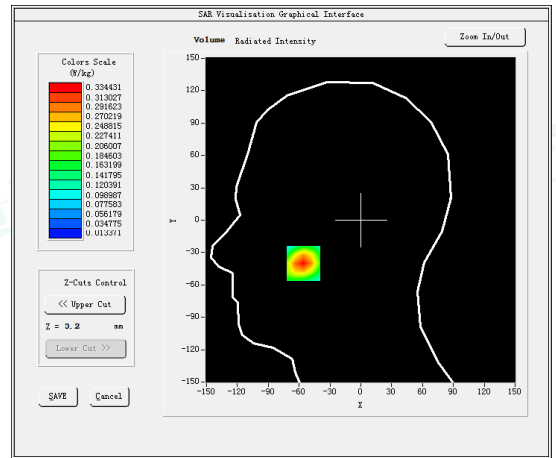 SAR Visualisation Graphical Interface
Volume Radiated Intensity
Zoom In/Out
Colors Scale
(W/kg)
0.334431
0.313027
0.291623
0.270219
0.248815
0.227411
0.206007
0.184603
0.163199
0.141795
0.120391
0.098987
0.077583
0.056179
0.034775
0.013371
Z-Cuts Control
<< Upper Cut
Z = 0.2 mm
Lower Cut >>
SAVE Cancel
150
120
90
60
30
Y 0
-30
-60
-90
-120
-150
-150 -120 -90 -60 -30 0 30 60 90 120 150
X